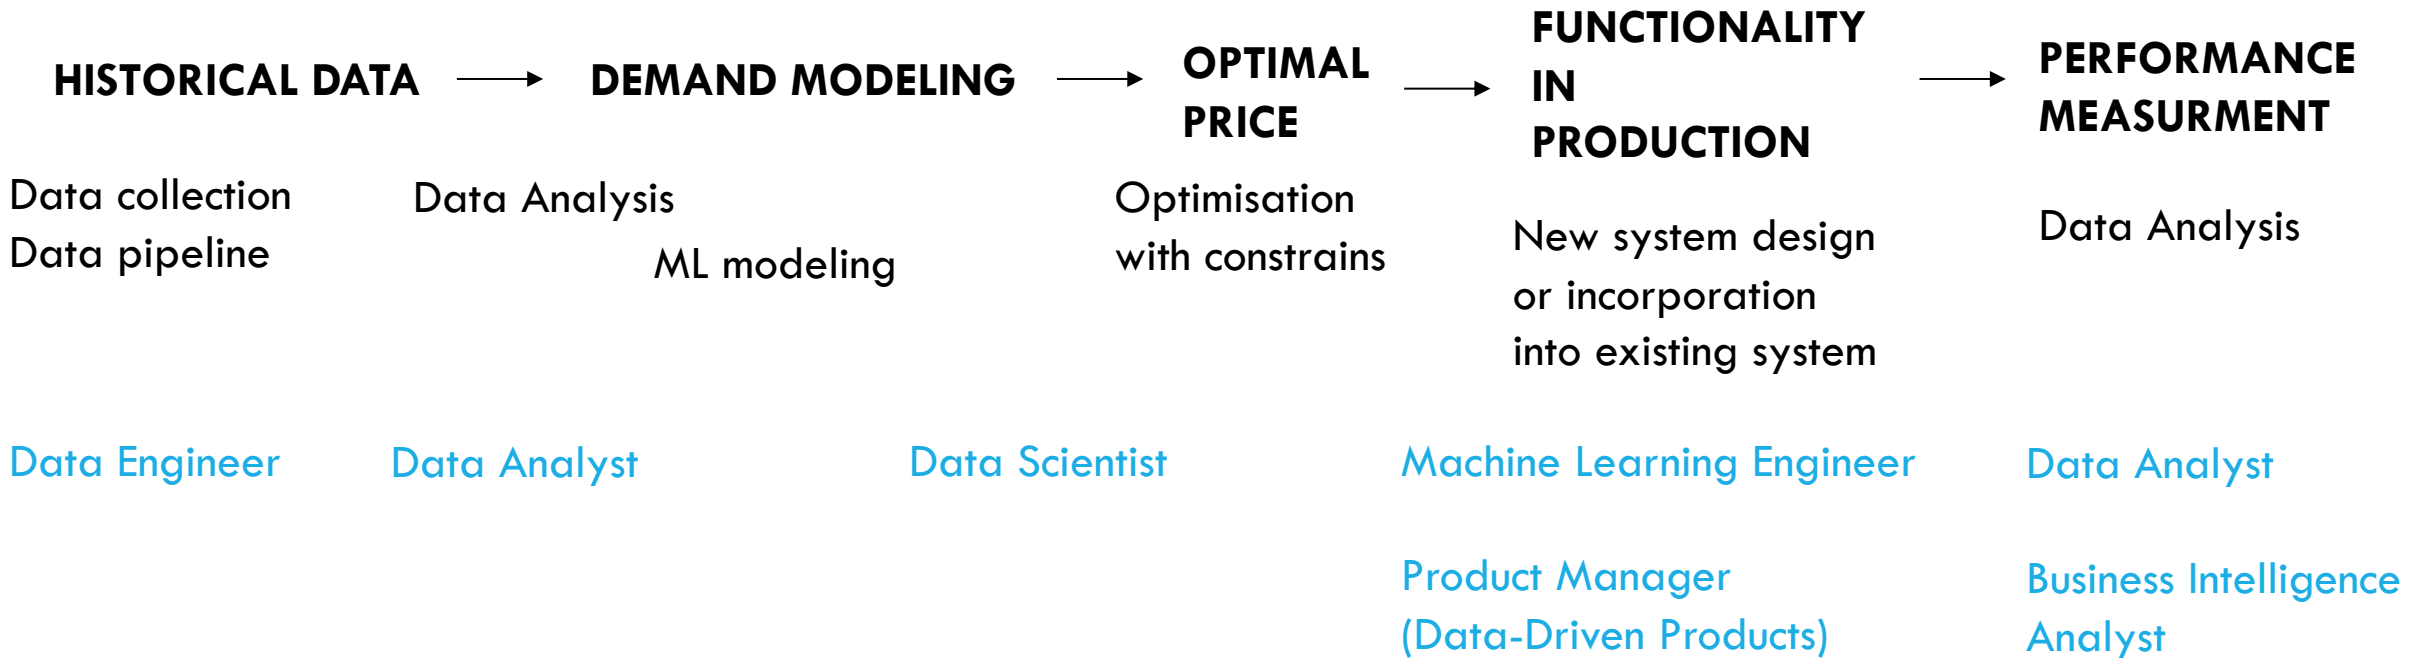 HISTORICAL DATA
DEMAND MODELING
OPTIMAL
PRICE
FUNCTIONALITY
IN
PRODUCTION
PERFORMANCE
MEASURMENT
Data collection
Data pipeline
Data Analysis
ML modeling
Optimisation
with constrains
New system design
or incorporation
into existing system
Data Analysis
Data Engineer
Data Analyst
Data Scientist
Machine Learning Engineer
Data Analyst
Product Manager
(Data-Driven Products)
Business Intelligence
Analyst